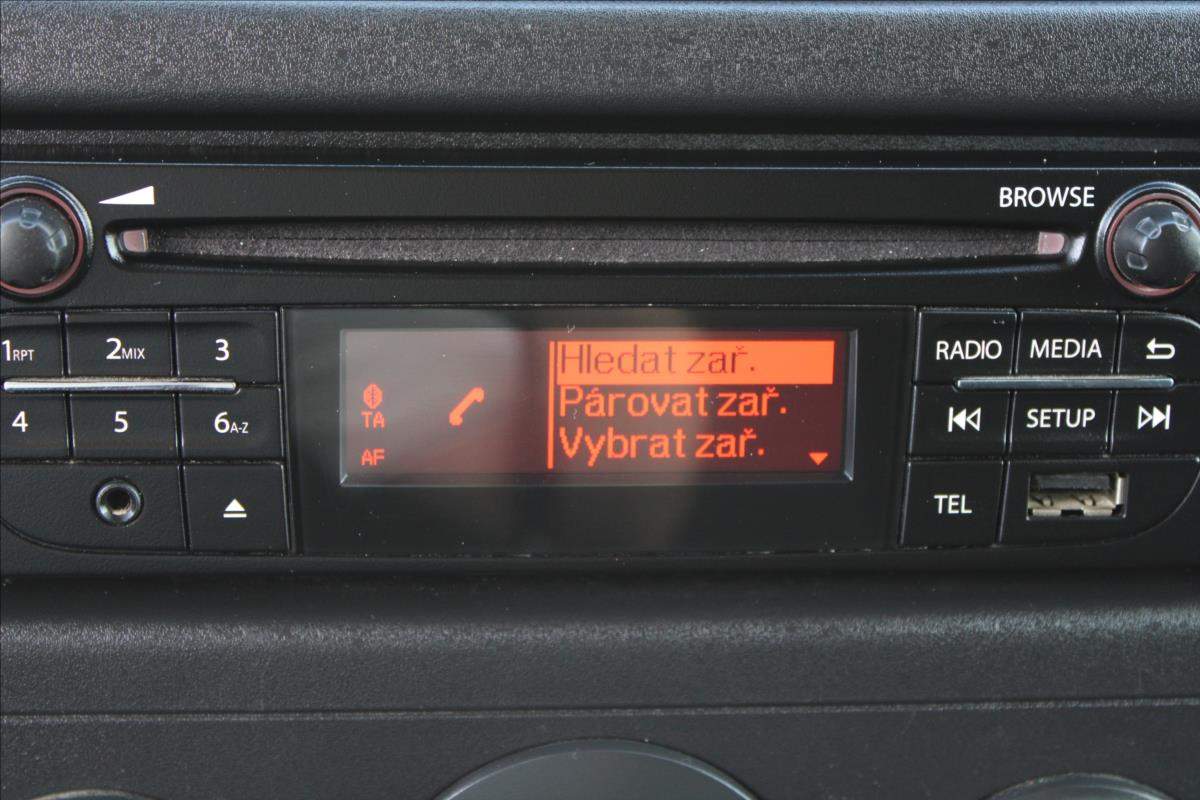 BROWSE
1RPT
2MIX
3
4
5
6A-Z
TA
AF
Hledat zař.
Párovat zař.
Vybrat zař.
RADIO
MEDIA
SETUP
TEL